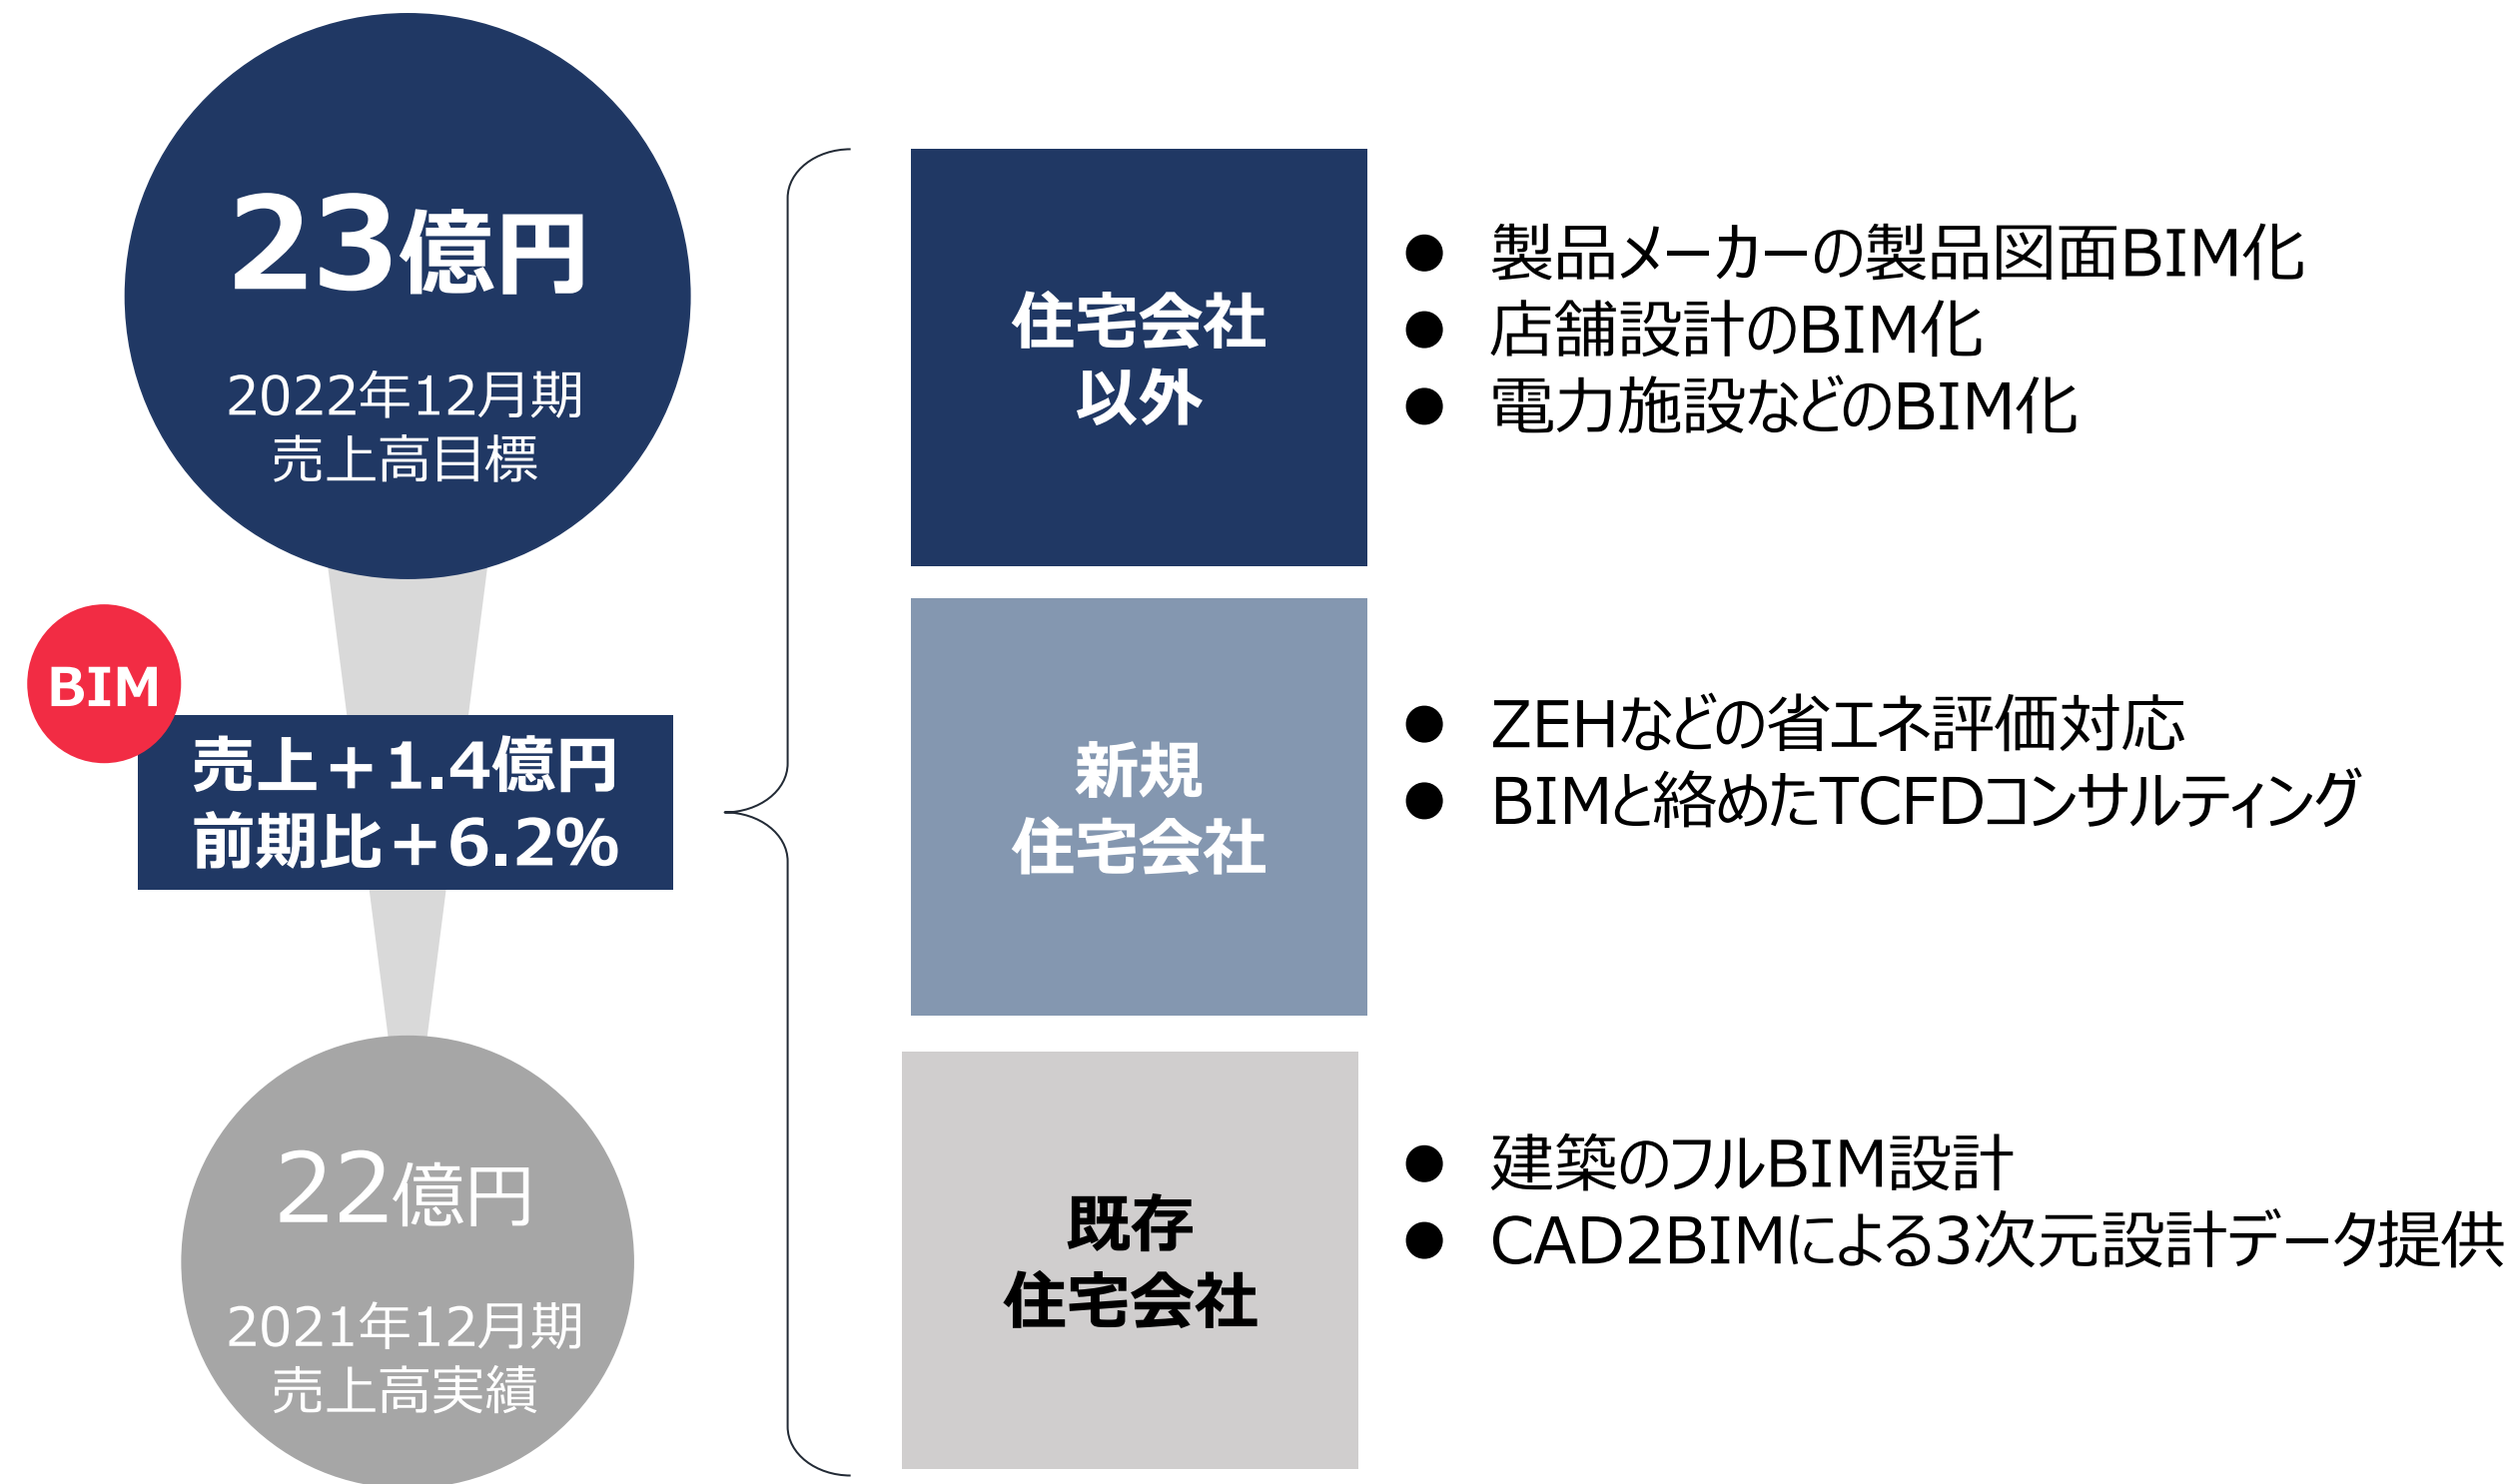 23億円
2022年12月期
売上高目標
BIM
売上+1.4億円
前期比+6.2%
22億円
2021年12月期
売上高実績
住宅会社
以外
● 製品メーカーの製品図面BIM化
● 店舗設計のBIM化
● 電力施設などのBIM化
新規
住宅会社
● ZEHなどの省エネ評価対応
● BIMと絡めたTCFDコンサルティング
既存
住宅会社
● 建築のフルBIM設計
● CAD2BIMによる3次元設計データ提供